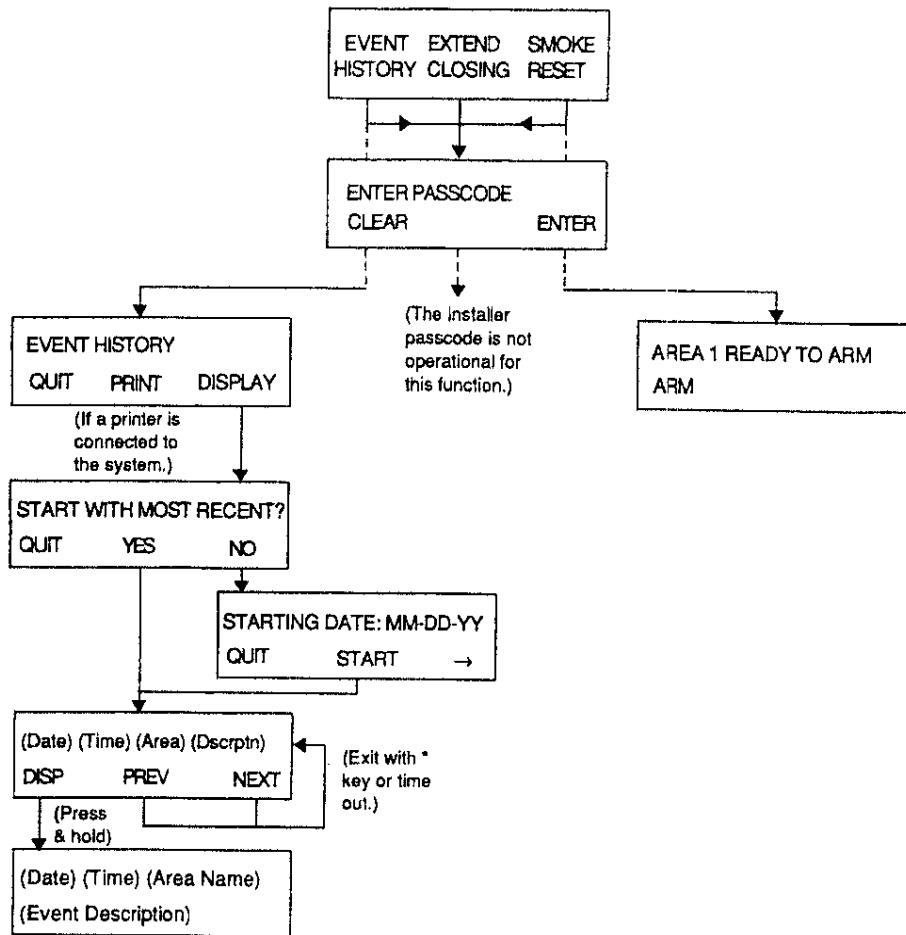 EVENT EXTEND SMOKE
HISTORY CLOSING RESET
ENTER PASSCODE
CLEAR ENTER
(The Installer
passcode is not
operational for
this function.)
EVENT HISTORY
QUIT PRINT DISPLAY
AREA 1 READY TO ARM
ARM
(If a printer is
connected to
the system.)
START WITH MOST RECENT?
QUIT YES NO
STARTING DATE: MM-DD-YY
QUIT START →
(Date) (Time) (Area) (Dscrptn)
DISP PREV NEXT
(Exit with *
key or time
out.)
(Press
& hold)
(Date) (Time) (Area Name)
(Event Description)